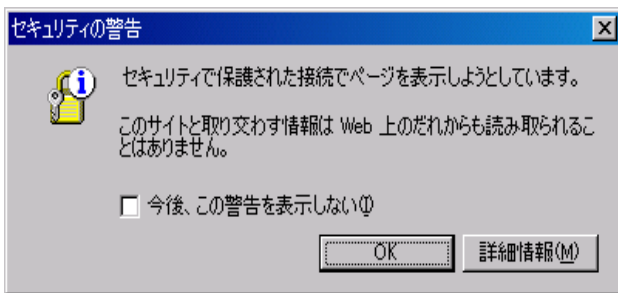 セキュリティの警告
セキュリティで保護された接続でページを表示しようとしています。
このサイトと取り交わす情報は Web 上のだれからも読み取られるこ
とはありません。
今後、この警告を表示しない(I)
OK 詳細情報(M)